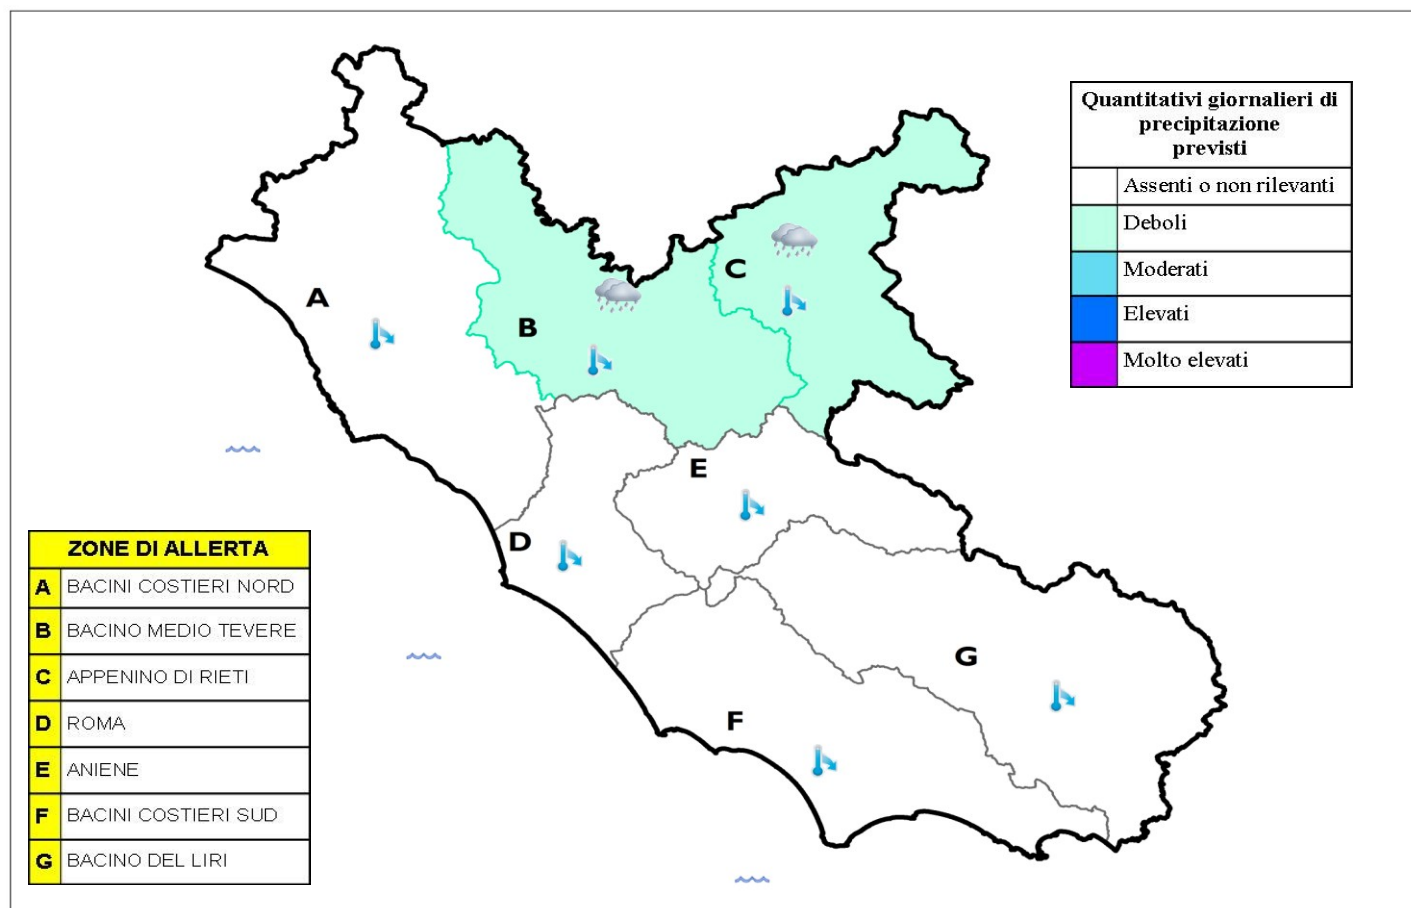 Quantitativi giornalieri di
precipitazione
previsti
Assenti o non rilevanti
Deboli
Moderati
Elevati
Molto elevati
A
B
C
D
E
F
G
ZONE DI ALLERTA
A BACINI COSTIERI NORD
B BACINO MEDIO TEVERE
C APPENINO DI RIETI
D ROMA
E ANIENE
F BACINI COSTIERI SUD
G BACINO DEL LIRI